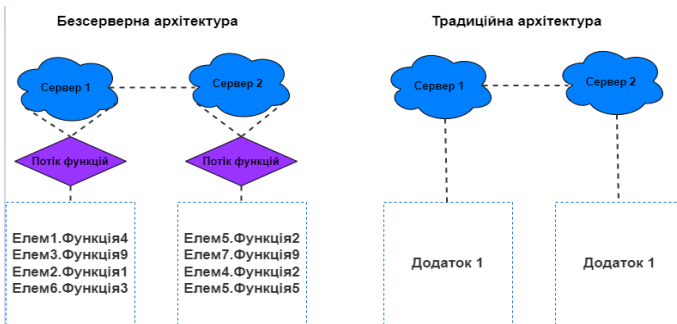 Безсерверна архітектура
Традиційна архітектура
Сервер 1
Сервер 2
Сервер 1
Сервер 2
Потік функцій
Потік функцій
Елем1.Функція4
Елем3.Функція9
Елем2.Функція1
Елем6.Функція3
Елем5.Функція2
Елем7.Функція9
Елем4.Функція2
Елем5.Функція5
Додаток 1
Додаток 1